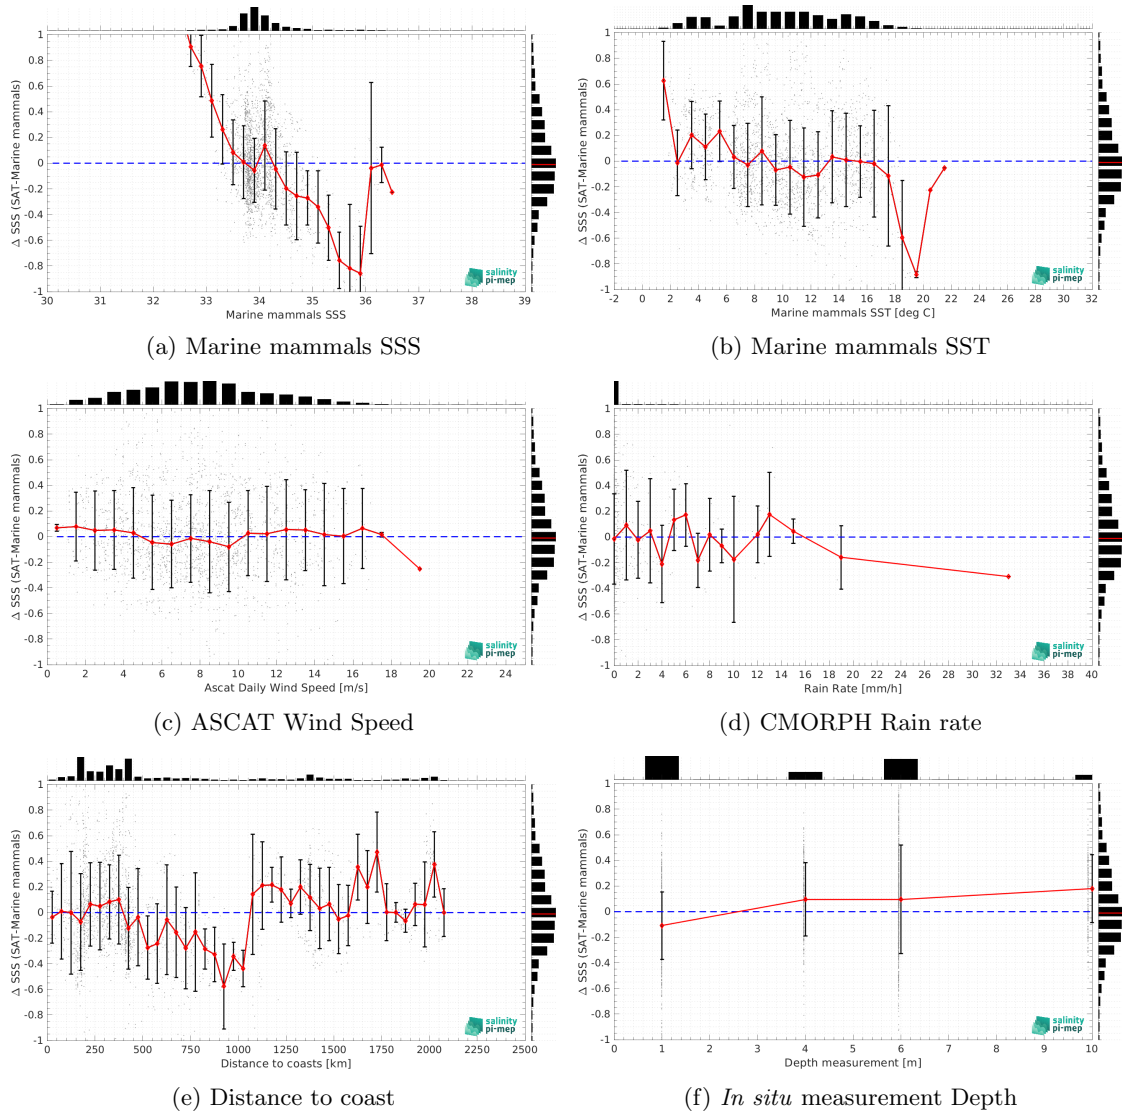 Δ SSS (SAT-Marine mammals)
1
0.8
0.6
0.4
0.2
0
-0.2
-0.4
-0.6
-0.8
-1
30 31 32 33 34 35 36 37 38 39
Marine mammals SSS
salinity
pi-mep
(a) Marine mammals SSS
Δ SSS (SAT-Marine mammals)
1
0.8
0.6
0.4
0.2
0
-0.2
-0.4
-0.6
-0.8
-1
-2 0 2 4 6 8 10 12 14 16 18 20 22 24 26 28 30 32
Marine mammals SST [deg C]
salinity
pi-mep
(b) Marine mammals SST
Δ SSS (SAT-Marine mammals)
1
0.8
0.6
0.4
0.2
0
-0.2
-0.4
-0.6
-0.8
-1
0 2 4 6 8 10 12 14 16 18 20 22 24
Ascat Daily Wind Speed [m/s]
salinity
pi-mep
(c) ASCAT Wind Speed
Δ SSS (SAT-Marine mammals)
1
0.8
0.6
0.4
0.2
0
-0.2
-0.4
-0.6
-0.8
-1
0 2 4 6 8 10 12 14 16 18 20 22 24 26 28 30 32 34 36 38 40
Rain Rate [mm/h]
salinity
pi-mep
(d) CMORPH Rain rate
Δ SSS (SAT-Marine mammals)
1
0.8
0.6
0.4
0.2
0
-0.2
-0.4
-0.6
-0.8
-1
0 250 500 750 1000 1250 1500 1750 2000 2250 2500
Distance to coasts [km]
salinity
pi-mep
(e) Distance to coast
Δ SSS (SAT-Marine mammals)
1
0.8
0.6
0.4
0.2
0
-0.2
-0.4
-0.6
-0.8
-1
0 1 2 3 4 5 6 7 8 9 10
Depth measurement [m]
salinity
pi-mep
(f) In situ measurement Depth